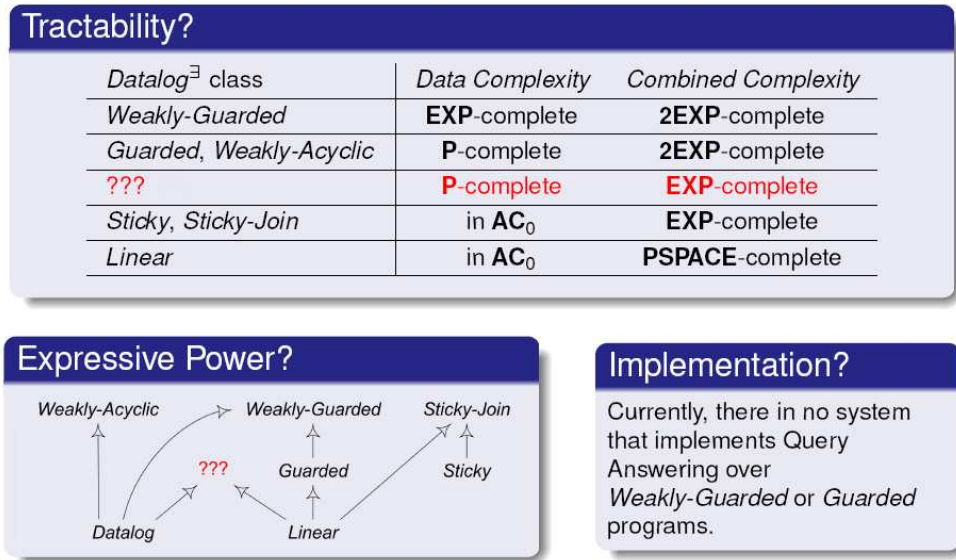 Tractability?
Datalog∃ class Data Complexity Combined Complexity
Weakly-Guarded EXP-complete 2EXP-complete
Guarded, Weakly-Acyclic P-complete 2EXP-complete
??? P-complete EXP-complete
Sticky, Sticky-Join in AC0 EXP-complete
Linear in AC0 PSPACE-complete
Expressive Power?
Weakly-Acyclic Weakly-Guarded Sticky-Join
??? Guarded Sticky
Datalog Linear
Implementation?
Currently, there in no system
that implements Query
Answering over
Weakly-Guarded or Guarded
programs.